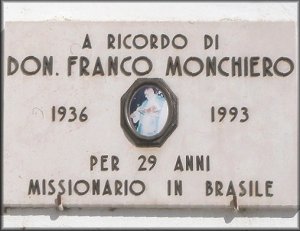 A RICORDO DI
DON. FRANCO MONCHIERO
1936 1993
PER 29 ANNI
MISSIONARIO IN BRASILE